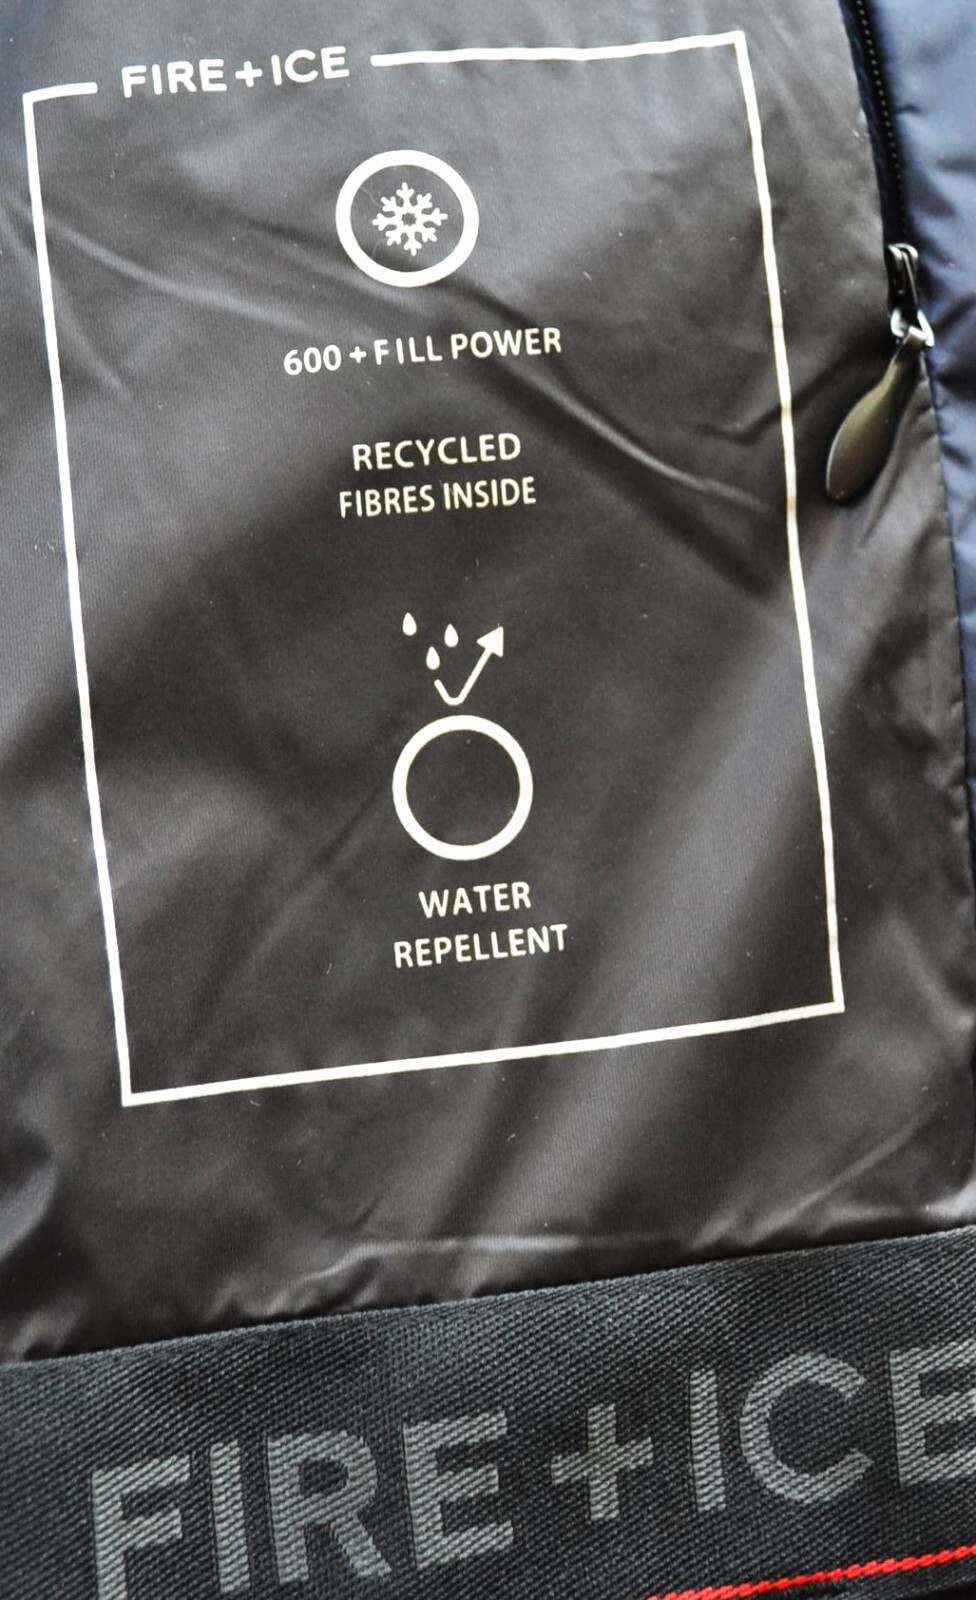 FIRE+ICE
600+FILL POWER
RECYCLED
FIBRES INSIDE
WATER
REPELLENT
FIRE+ICE